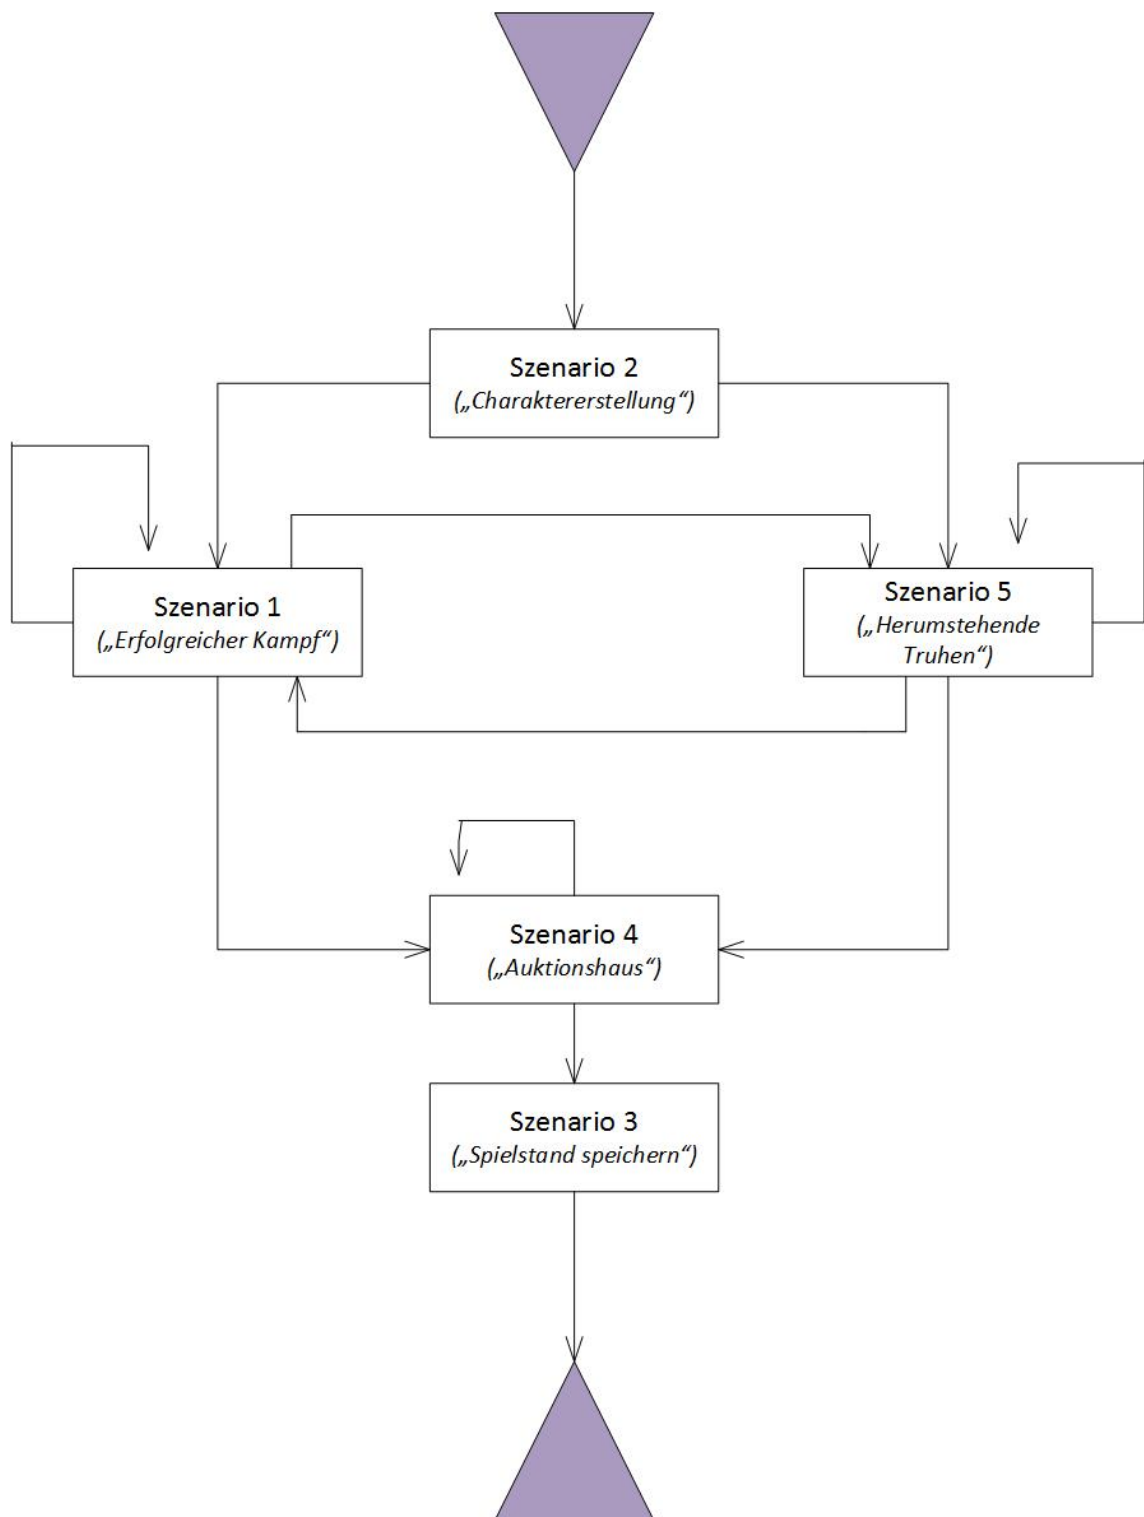 Szenario 2
(„Charaktererstellung“)
Szenario 1
(„Erfolgreicher Kampf“)
Szenario 5
(„Herumstehende
Truhen“)
Szenario 4
(„Auktionshaus“)
Szenario 3
(„Spielstand speichern“)